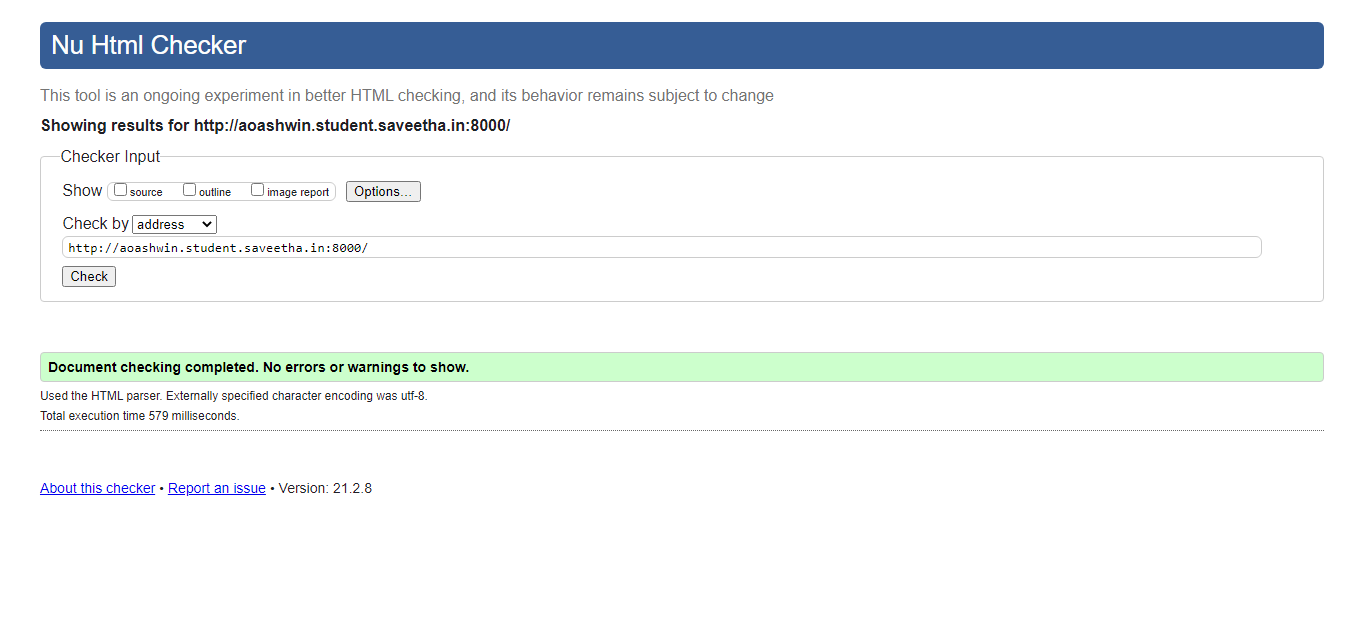 Nu Html Checker
This tool is an ongoing experiment in better HTML checking, and its behavior remains subject to change
Showing results for http://aoashwin.student.saveetha.in:8000/
Checker Input
Show source outline image report Options...
Check by address
http://aoashwin.student.saveetha.in:8000/
Check
Document checking completed. No errors or warnings to show.
Used the HTML parser. Externally specified character encoding was utf-8.
Total execution time 579 milliseconds.
About this checker • Report an issue • Version: 21.2.8